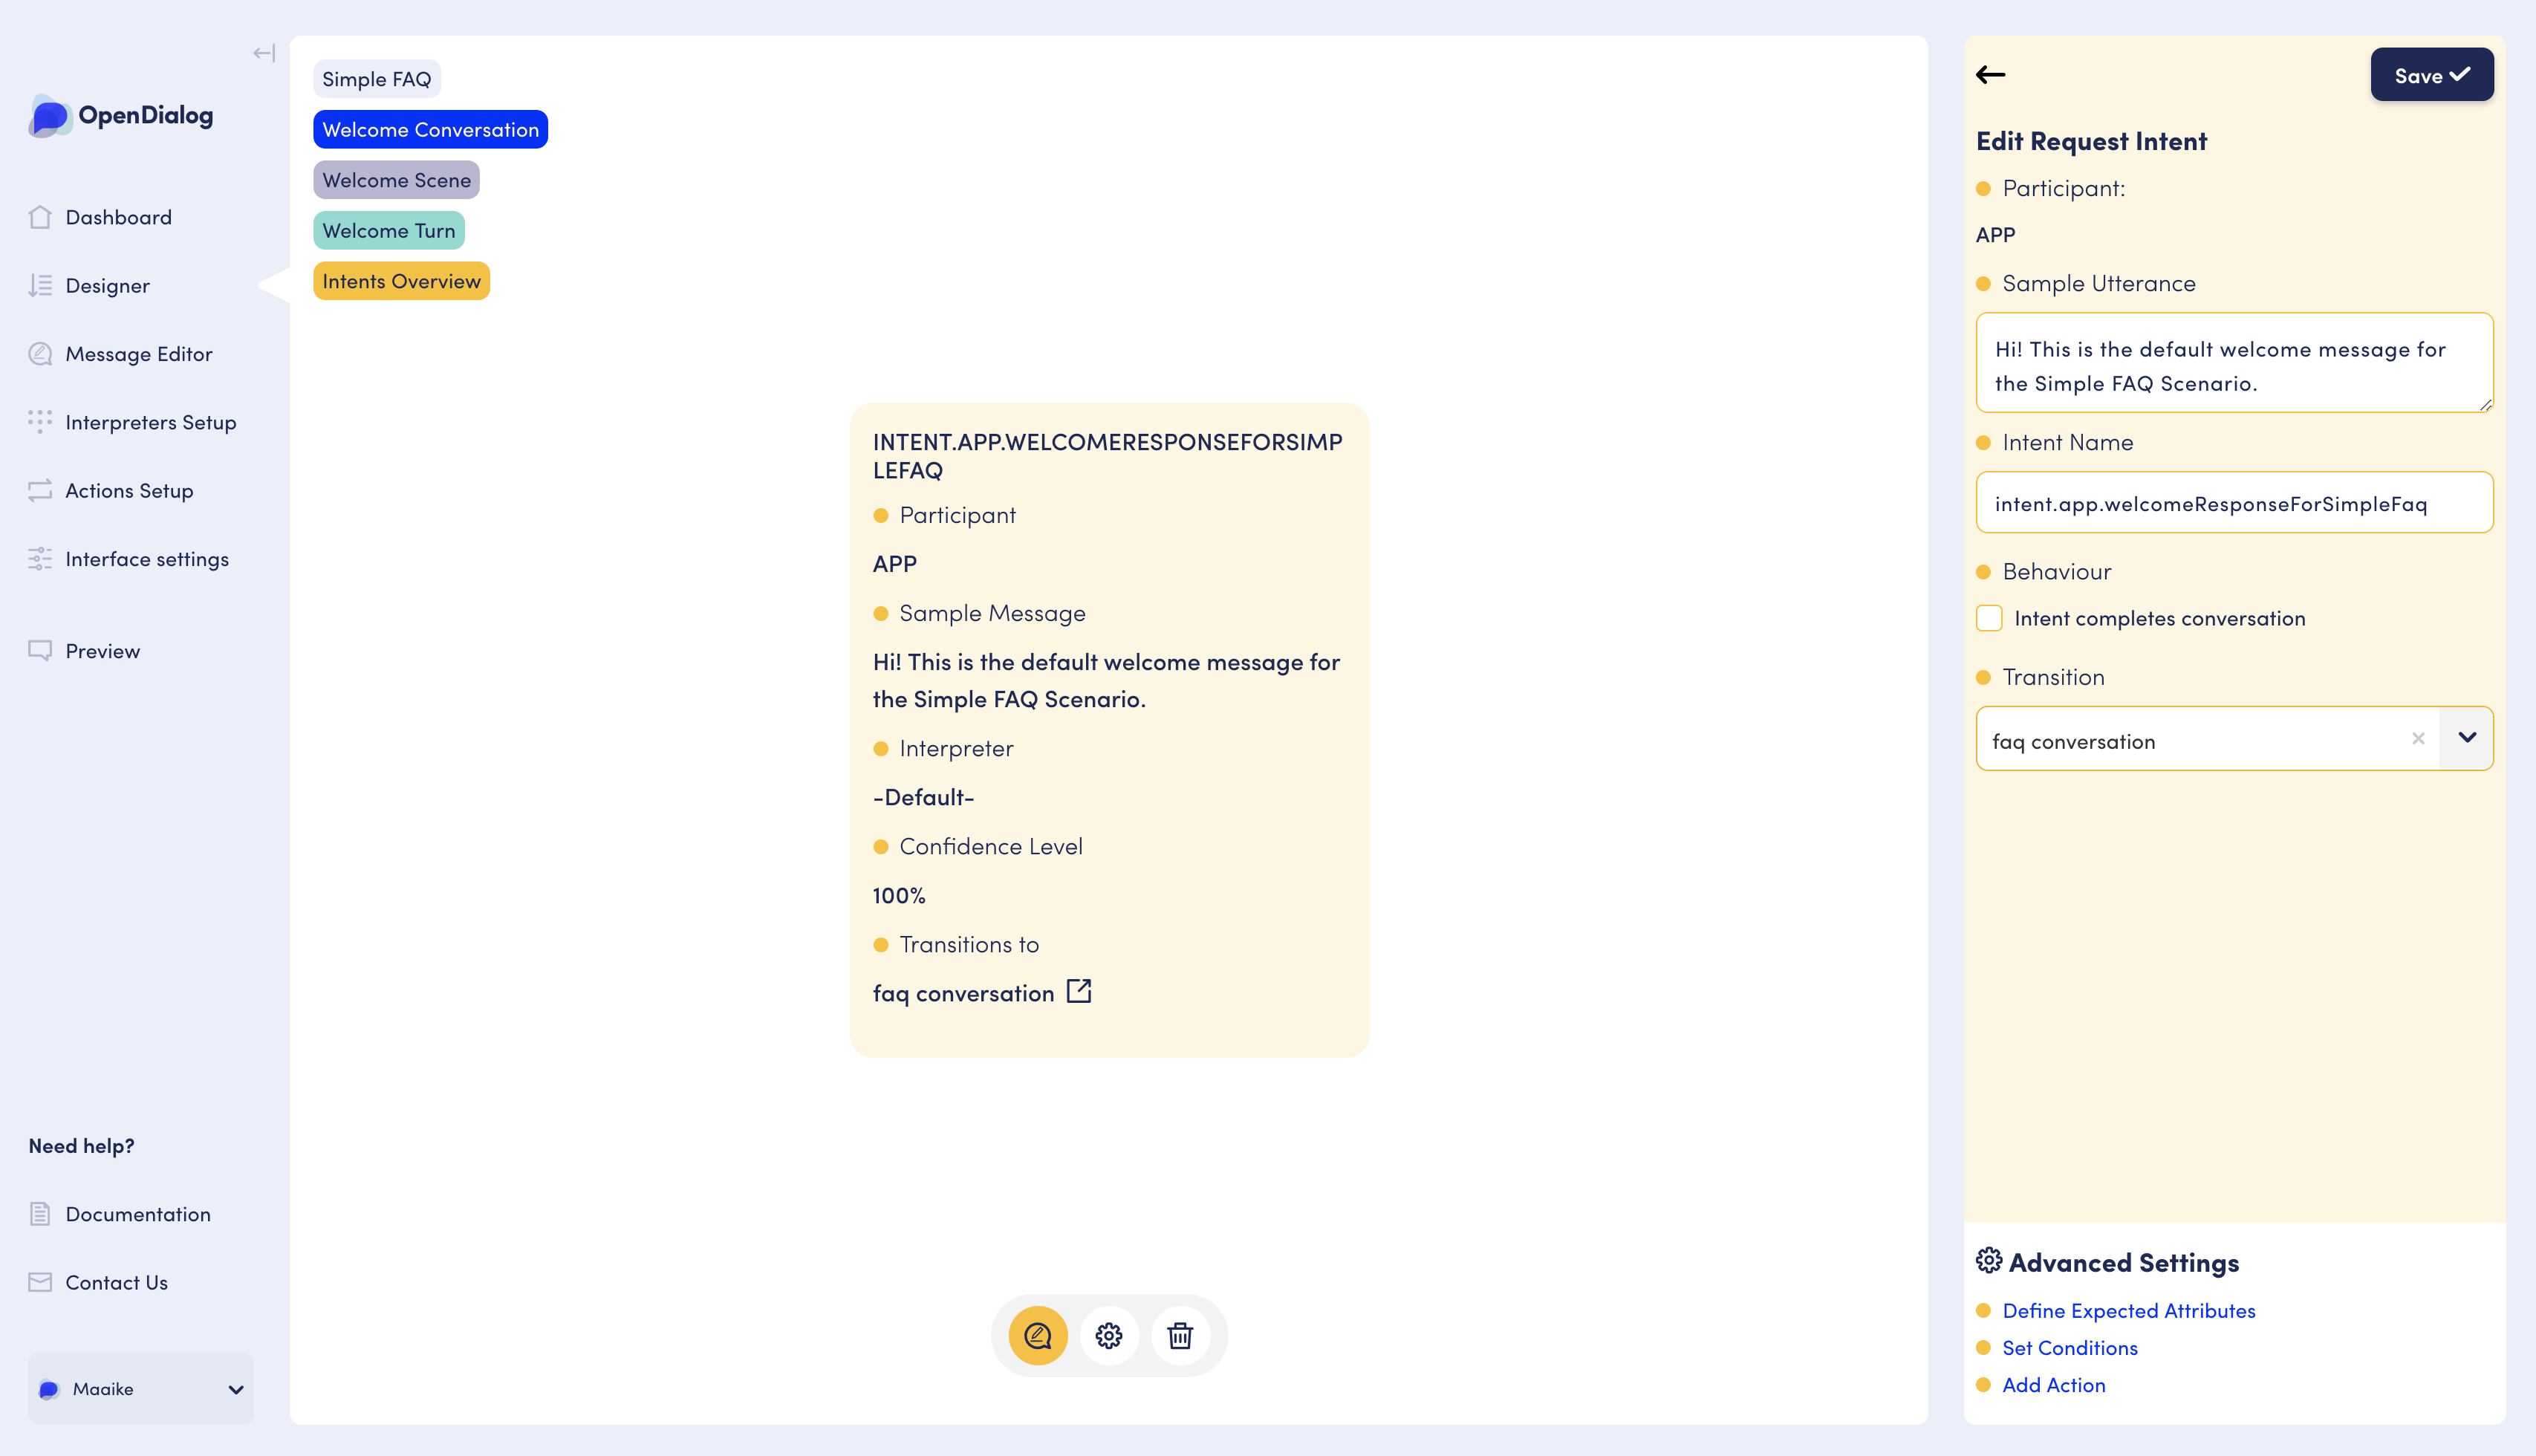 OpenDialog
Dashboard
Designer
Message Editor
Interpreters Setup
Actions Setup
Interface settings
Preview
Need help?
Documentation
Contact Us
Maaike
Simple FAQ
Welcome Conversation
Welcome Scene
Welcome Turn
Intents Overview
INTENT.APP.WELCOMERESPONSEFORSIMP
LEFAQ
Participant
APP
Sample Message
Hi! This is the default welcome message for
the Simple FAQ Scenario.
Interpreter
-Default-
Confidence Level
100%
Transitions to
faq conversation
Save
Edit Request Intent
Participant:
APP
Sample Utterance
Hi! This is the default welcome message for
the Simple FAQ Scenario.
Intent Name
intent.app.welcomeResponseForSimpleFaq
Behaviour
Intent completes conversation
Transition
faq conversation
Advanced Settings
Define Expected Attributes
Set Conditions
Add Action